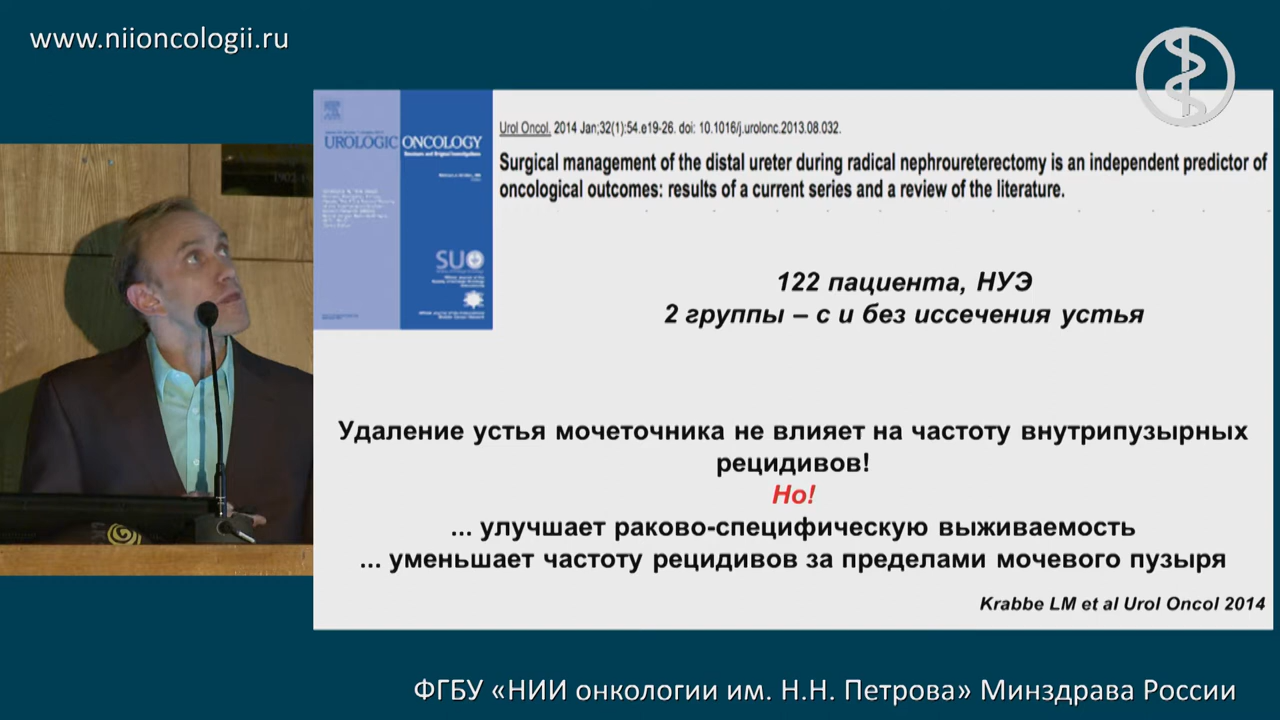 www.niioncologii.ru
UROLOGIC ONCOLOGY
Urol Oncol. 2014 Jan;32(1):54.e19-26. doi: 10.1016/j.urolonc.2013.08.032.
Surgical management of the distal ureter during radical nephroureterectomy is an independent predictor of
oncological outcomes: results of a current series and a review of the literature.
SUO
122 пациента, НУЭ
2 группы – с и без иссечения устья
Удаление устья мочеточника не влияет на частоту внутрипузырных
рецидивов!
Но!
... улучшает раково-специфическую выживаемость
... уменьшает частоту рецидивов за пределами мочевого пузыря
Krabbe LM et al Urol Oncol 2014
ФГБУ «НИИ онкологии им. Н.Н. Петрова» Минздрава России